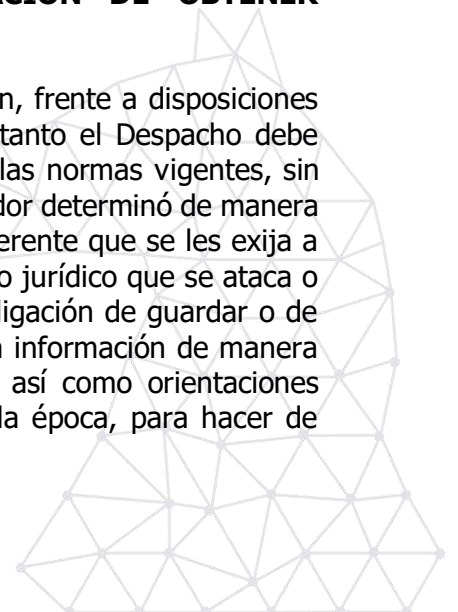 DE OBTENER
n, frente a disposiciones
tanto el Despacho debe
las normas vigentes, sin
dor determinó de manera
erente que se les exija a
o jurídico que se ataca o
ligación de guardar o de
información de manera
así como orientaciones
la época, para hacer de